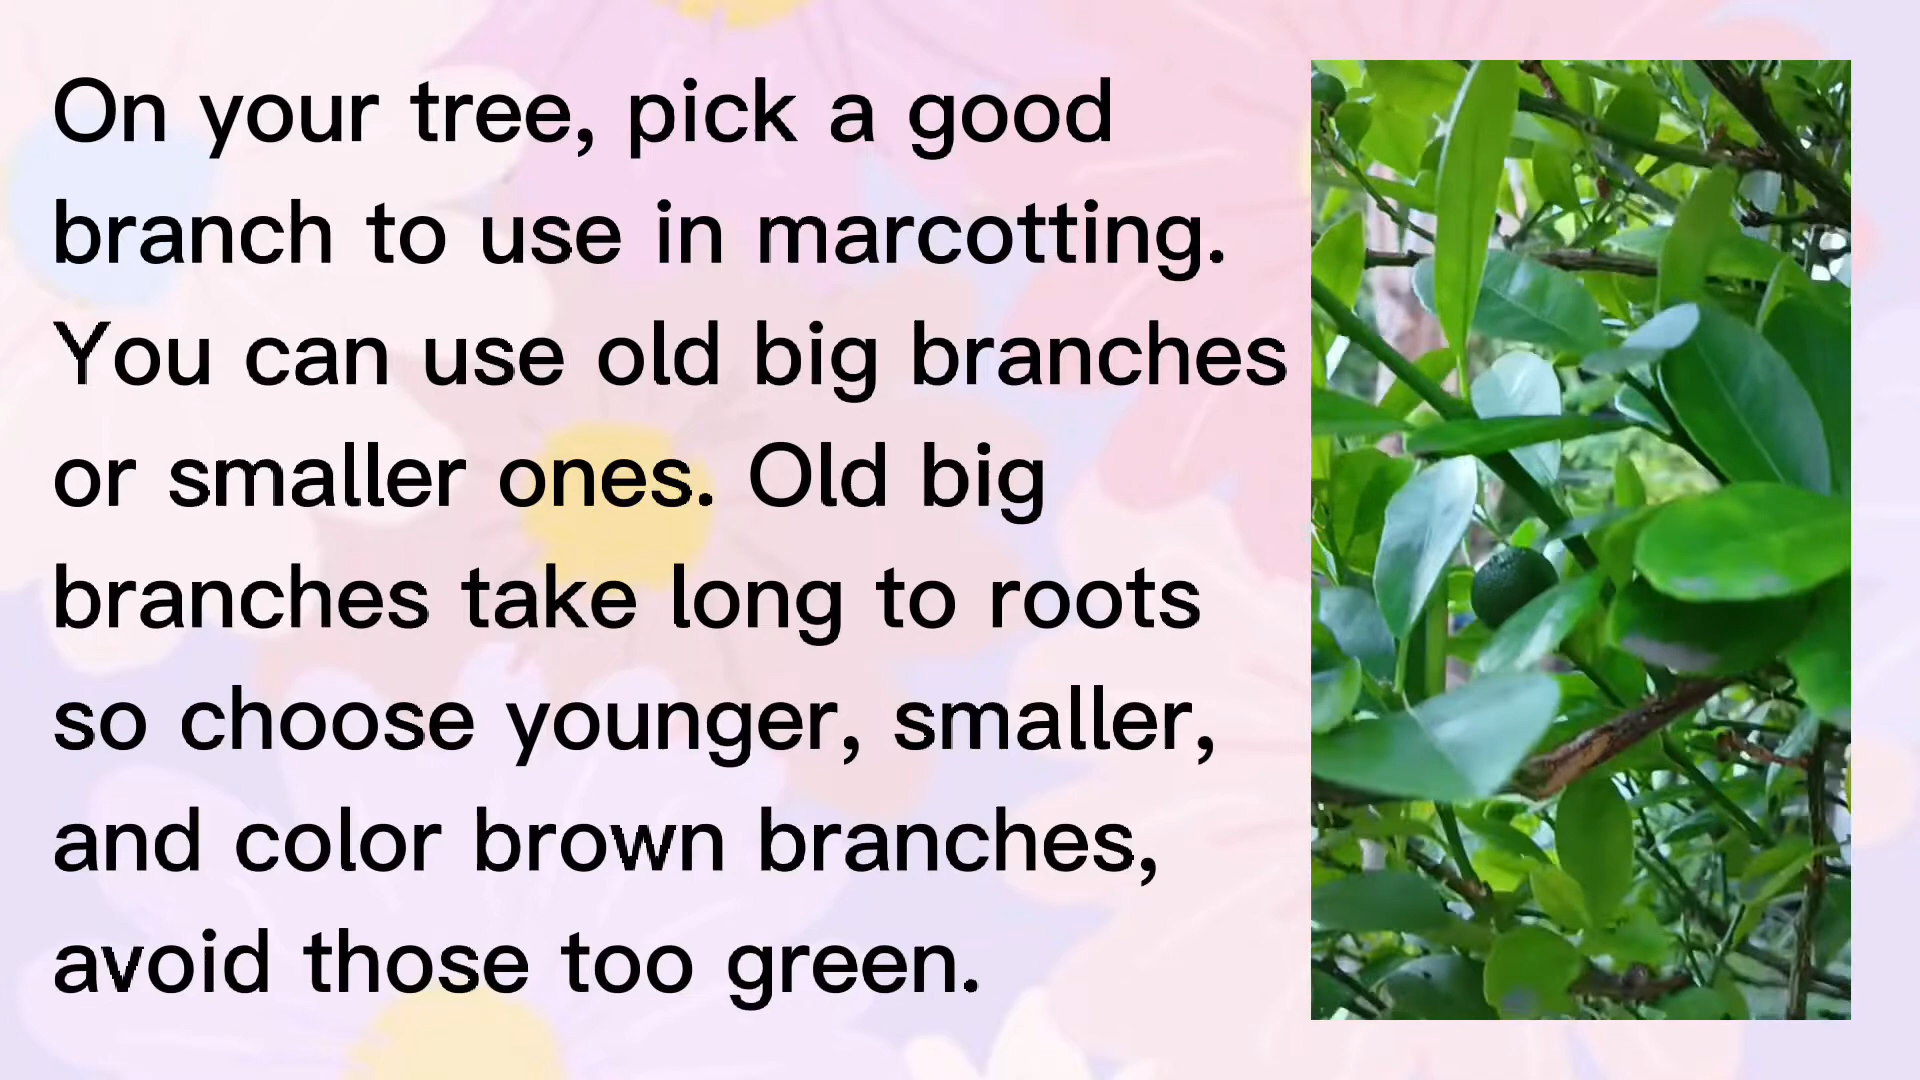 On your tree, pick a good
branch to use in marcotting.
You can use old big branches
or smaller ones. Old big
branches take long to roots
so choose younger, smaller,
and color brown branches,
avoid those too green.